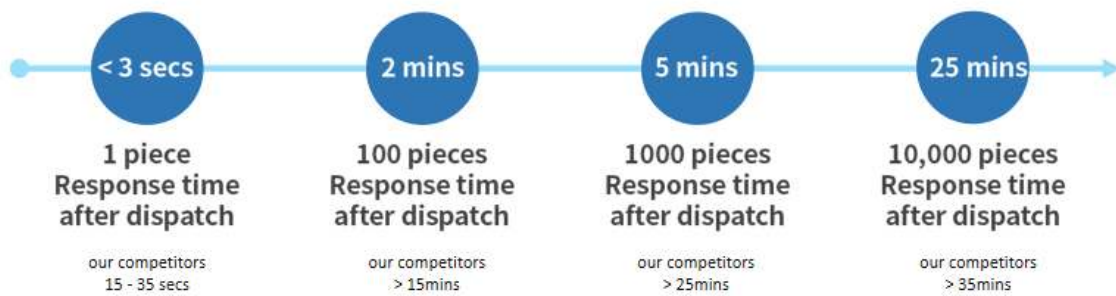 < 3 secs
2 mins
5 mins
25 mins
1 piece
Response time
after dispatch
100 pieces
Response time
after dispatch
1000 pieces
Response time
after dispatch
10,000 pieces
Response time
after dispatch
our competitors
15 - 35 secs
our competitors
> 15mins
our competitors
> 25mins
our competitors
> 35mins